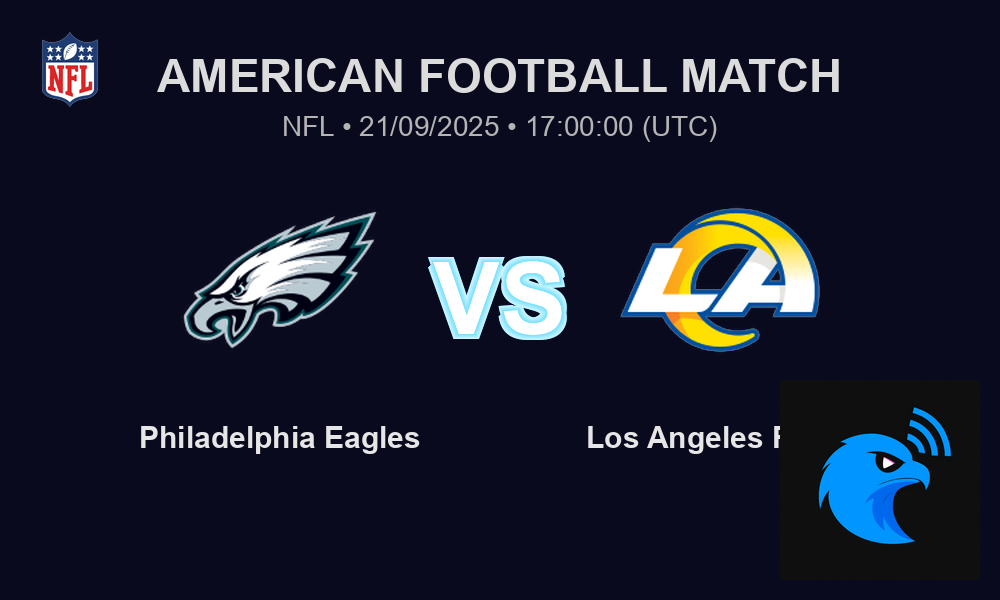 NFL
AMERICAN FOOTBALL MATCH
NFL • 21/09/2025 • 17:00:00 (UTC)
VS
LA
Philadelphia Eagles
Los Angeles